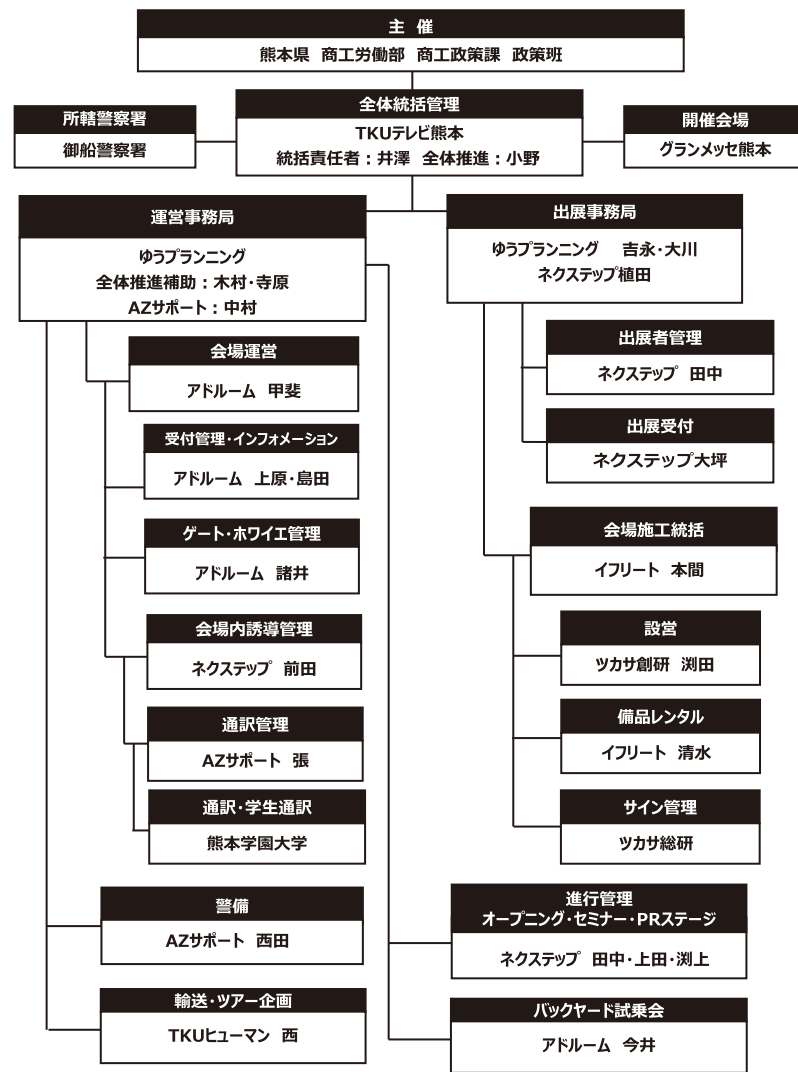 主 催
熊本県 商工労働部 商工政策課 政策班
全体統括管理
TKUテレビ熊本
統括責任者：井澤 全体推進：小野
所轄警察署
御船警察署
開催会場
グランメッセ熊本
運営事務局
ゆうプランニング
全体推進補助：木村・寺原
AZサポート：中村
会場運営
アドルーム 甲斐
受付管理・インフォメーション
アドルーム 上原・島田
ゲート・ホワイエ管理
アドルーム 諸井
会場内誘導管理
ネクステップ 前田
通訳管理
AZサポート 張
通訳・学生通訳
熊本学園大学
警備
AZサポート 西田
輸送・ツアー企画
TKUヒューマン 西
出展事務局
ゆうプランニング 吉永・大川
ネクステップ植田
出展者管理
ネクステップ 田中
出展受付
ネクステップ大坪
会場施工統括
イフリート 本間
設営
ツカサ創研 渕田
備品レンタル
イフリート 清水
サイン管理
ツカサ総研
進行管理
オープニング・セミナー・PRステージ
ネクステップ 田中・上田・渕上
バックヤード試乗会
アドルーム 今井